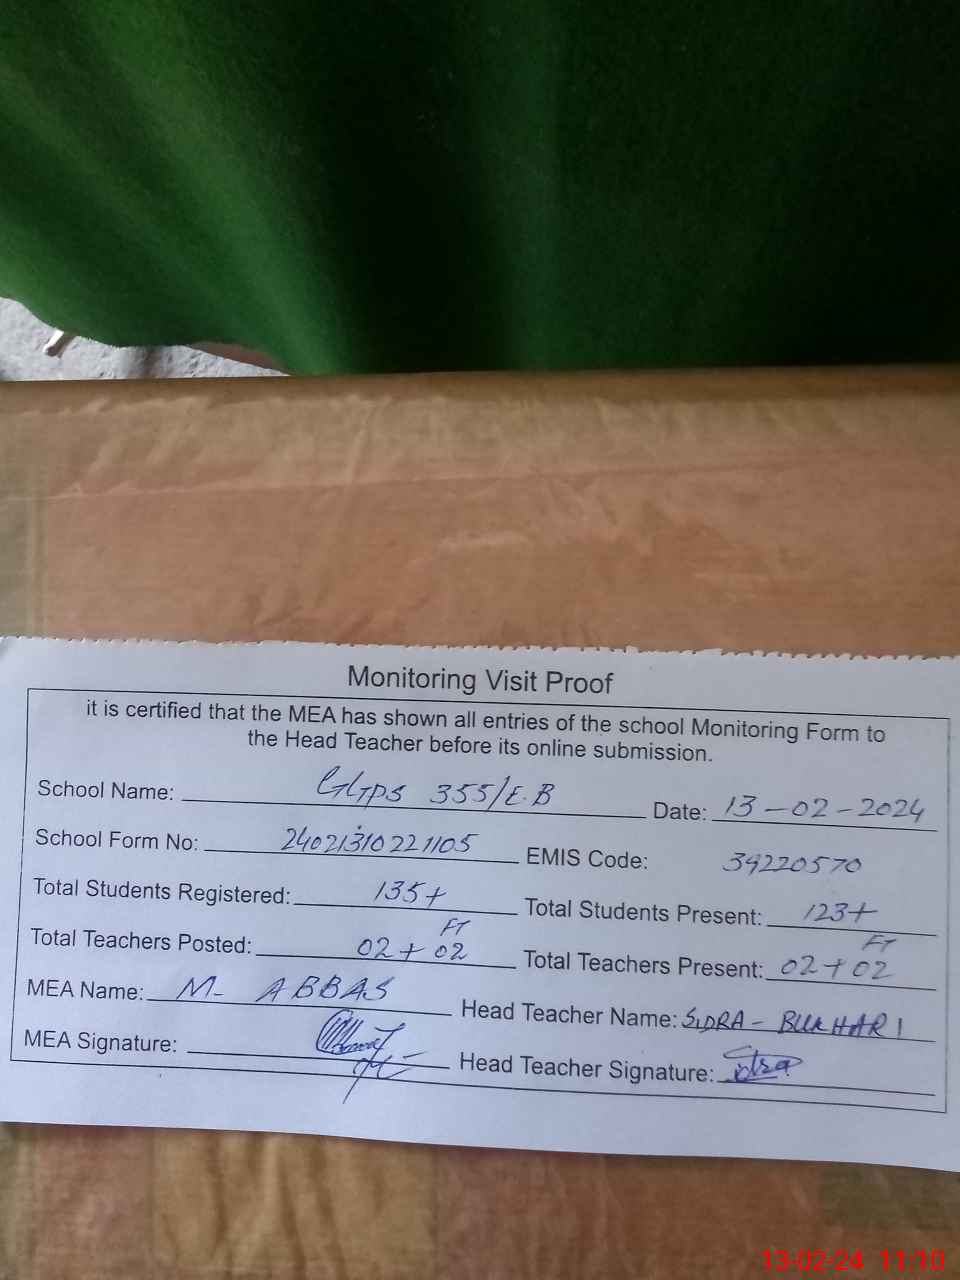 Monitoring Visit Proof
it is certified that the MEA has shown all entries of the school Monitoring Form to
the Head Teacher before its online submission.
School Name: GGPS 355/E.B Date: 13-02-2024
School Form No: 24021310221105 EMIS Code: 39220570
Total Students Registered: 135+ Total Students Present: 123+
Total Teachers Posted: 02 + 02 FT Total Teachers Present: 02 + 02 FT
MEA Name: M. ABBAS Head Teacher Name: SIDRA - BUKHARI
MEA Signature: Head Teacher Signature: Sidra
13-02-24 11:10